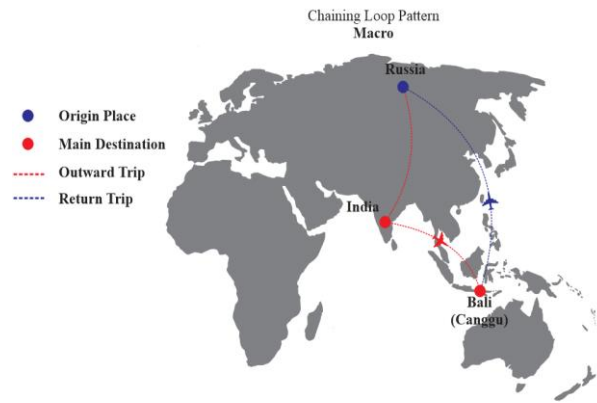 Chaining Loop Pattern
Macro
Russia
Origin Place
Main Destination
Outward Trip
Return Trip
India
Bali
(Canggu)